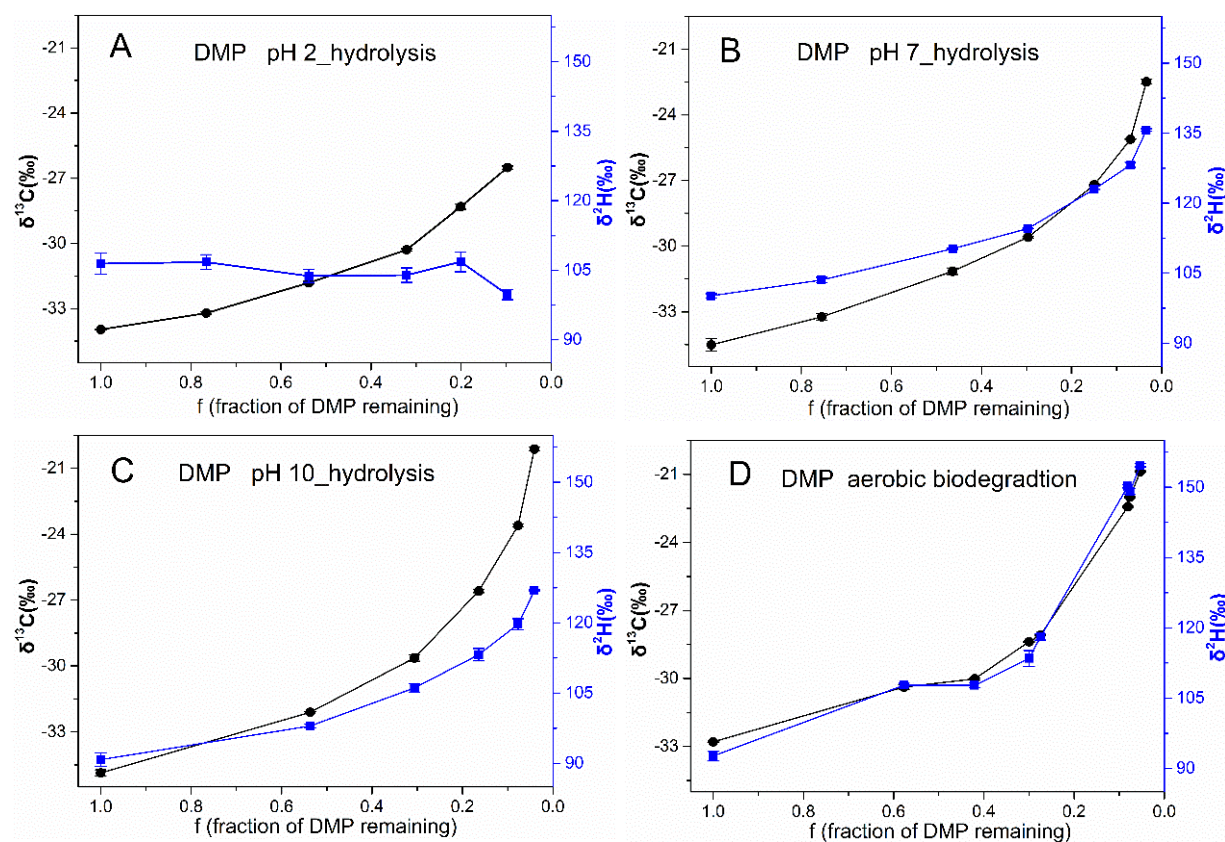 A DMP pH 2_hydrolysis
δ¹³C(‰)
-21
-24
-27
-30
-33
150
135
120
105
90
δ²H(‰)
1.0 0.8 0.6 0.4 0.2 0.0
f (fraction of DMP remaining)
B DMP pH 7_hydrolysis
δ¹³C(‰)
-21
-24
-27
-30
-33
150
135
120
105
90
δ²H(‰)
1.0 0.8 0.6 0.4 0.2 0.0
f (fraction of DMP remaining)
C DMP pH 10_hydrolysis
δ¹³C(‰)
-21
-24
-27
-30
-33
150
135
120
105
90
δ²H(‰)
1.0 0.8 0.6 0.4 0.2 0.0
f (fraction of DMP remaining)
D DMP aerobic biodegradtion
δ¹³C(‰)
-21
-24
-27
-30
-33
150
135
120
105
90
δ²H(‰)
1.0 0.8 0.6 0.4 0.2 0.0
f (fraction of DMP remaining)